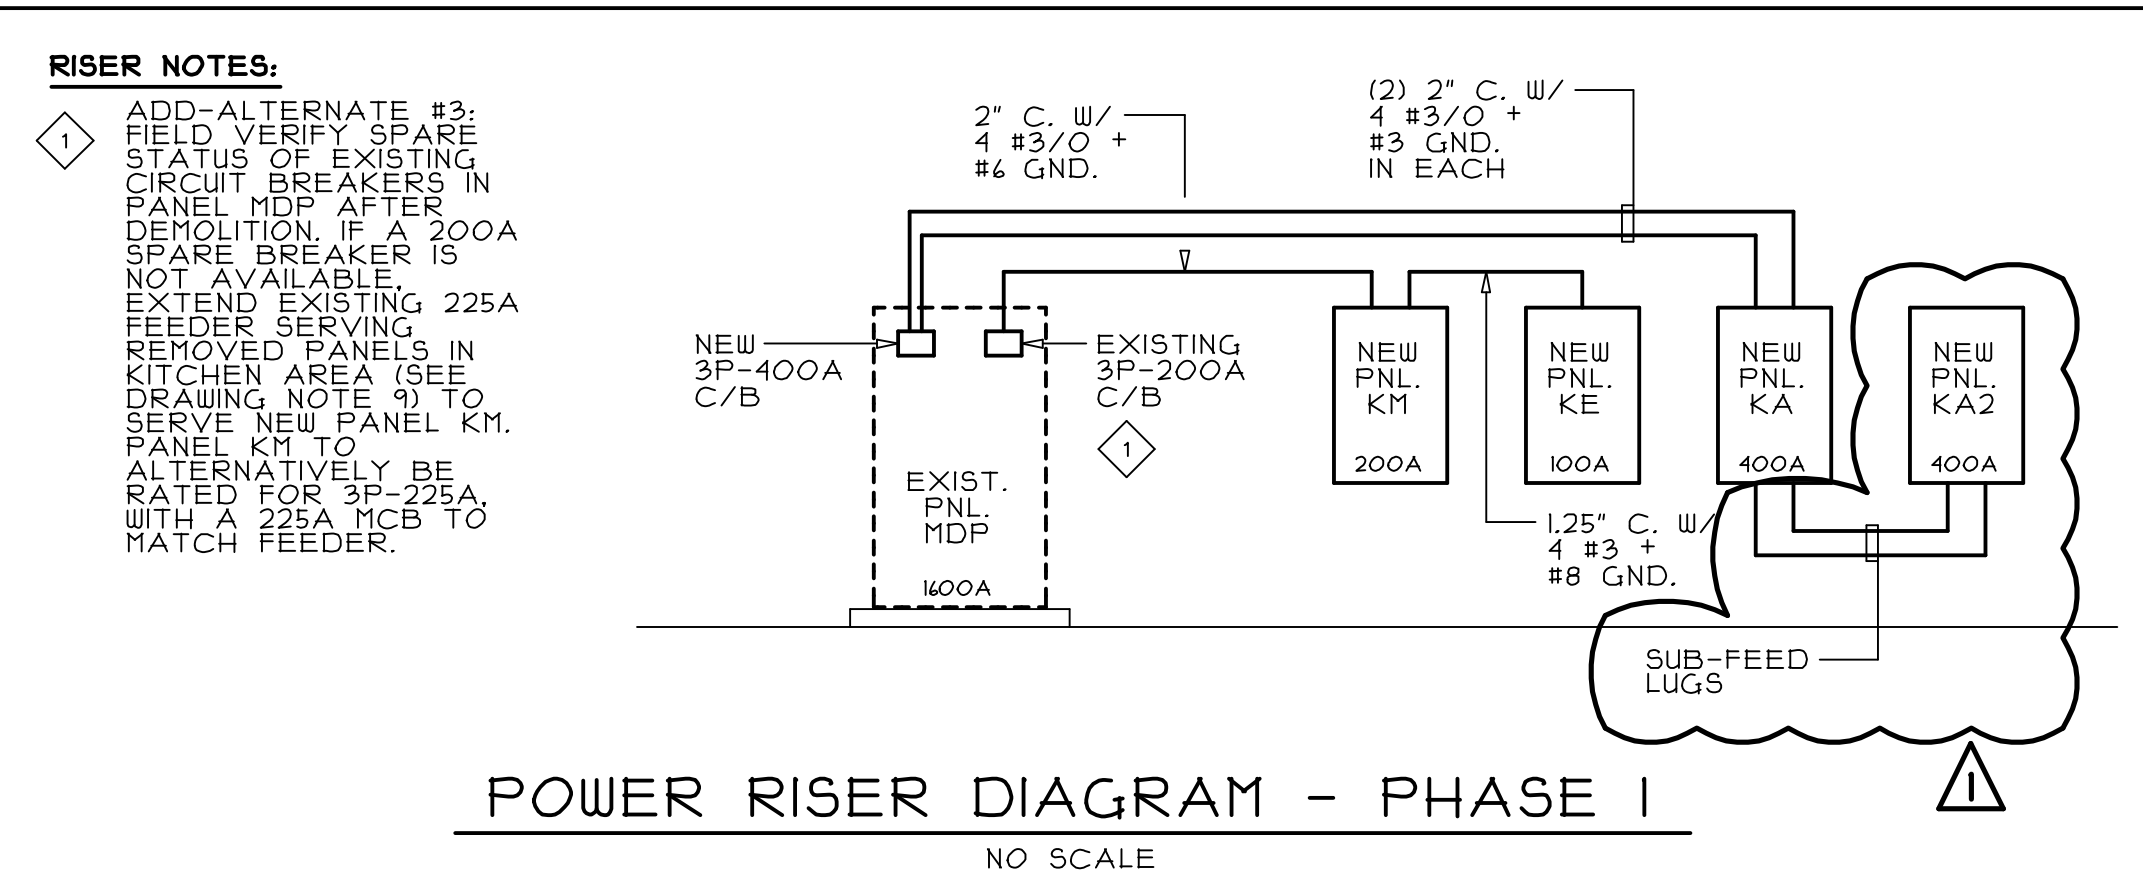 RISER NOTES:
1
ADD-ALTERNATE #3:
FIELD VERIFY SPARE
STATUS OF EXISTING
CIRCUIT BREAKERS IN
PANEL MDP AFTER
DEMOLITION. IF A 200A
SPARE BREAKER IS
NOT AVAILABLE,
EXTEND EXISTING 225A
FEEDER SERVING
REMOVED PANELS IN
KITCHEN AREA (SEE
DRAWING NOTE 9) TO
SERVE NEW PANEL KM.
PANEL KM TO
ALTERNATIVELY BE
RATED FOR 3P-225A,
WITH A 225A MCB TO
MATCH FEEDER.
2" C. W/
4 #3/0 +
#6 GND.
(2) 2" C. W/
4 #3/0 +
#3 GND.
IN EACH
NEW
3P-400A
C/B
EXISTING
3P-200A
C/B
1
EXIST.
PNL.
MDP
1600A
NEW
PNL.
KM
200A
NEW
PNL.
KE
100A
NEW
PNL.
KA
400A
NEW
PNL.
KA2
400A
1.25" C. W/
4 #3 +
#8 GND.
SUB-FEED
LUGS
1
POWER RISER DIAGRAM - PHASE 1
NO SCALE